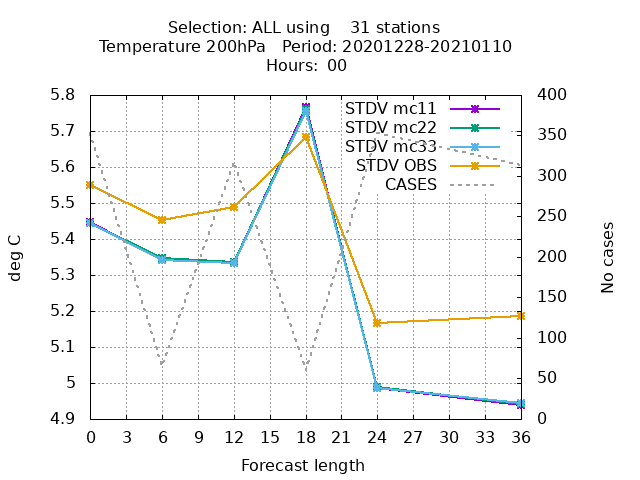 Selection: ALL using    31 stations
Temperature 200hPa   Period: 20201228-20210110
Hours:  00
5.8
5.7
5.6
5.5
5.4
5.3
5.2
5.1
5
4.9
deg C
STDV mc11
STDV mc22
STDV mc33
STDV OBS
CASES
400
350
300
250
200
150
100
50
0
No cases
0 3 6 9 12 15 18 21 24 27 30 33 36
Forecast length